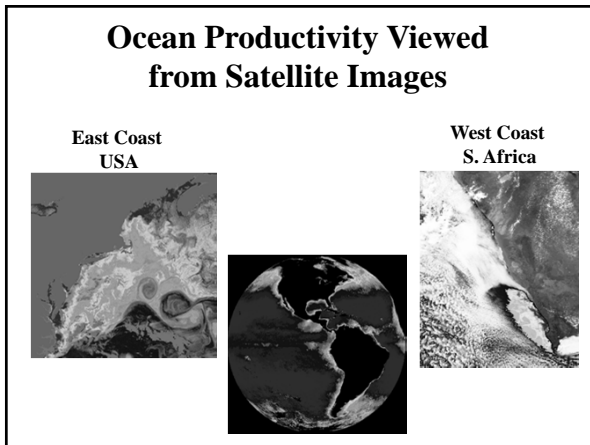 Ocean Productivity Viewed
from Satellite Images
East Coast
USA
West Coast
S. Africa